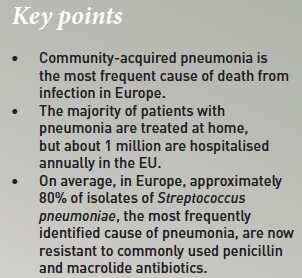 Key points
• Community-acquired pneumonia is
the most frequent cause of death from
infection in Europe.
• The majority of patients with
pneumonia are treated at home,
but about 1 million are hospitalised
annually in the EU.
• On average, in Europe, approximately
80% of isolates of Streptococcus
pneumoniae, the most frequently
identified cause of pneumonia, are now
resistant to commonly used penicillin
and macrolide antibiotics.